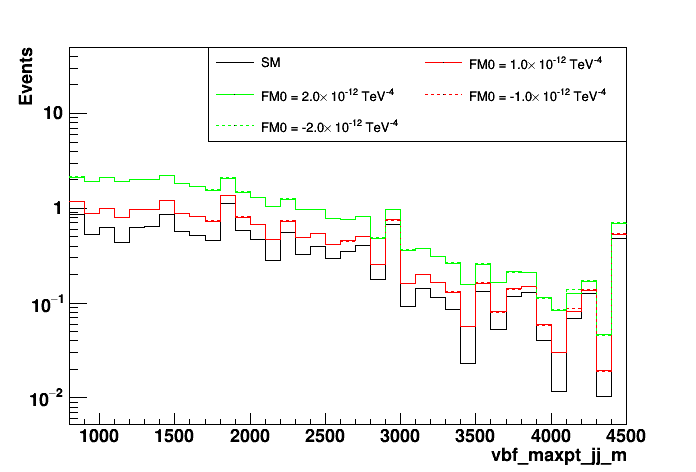 Events
SM
FM0 = 1.0× 10^-12 TeV^-4
FM0 = 2.0× 10^-12 TeV^-4
FM0 = -1.0× 10^-12 TeV^-4
FM0 = -2.0× 10^-12 TeV^-4
10
1
10^−1
10^−2
1000 1500 2000 2500 3000 3500 4000 4500
vbf_maxpt_jj_m